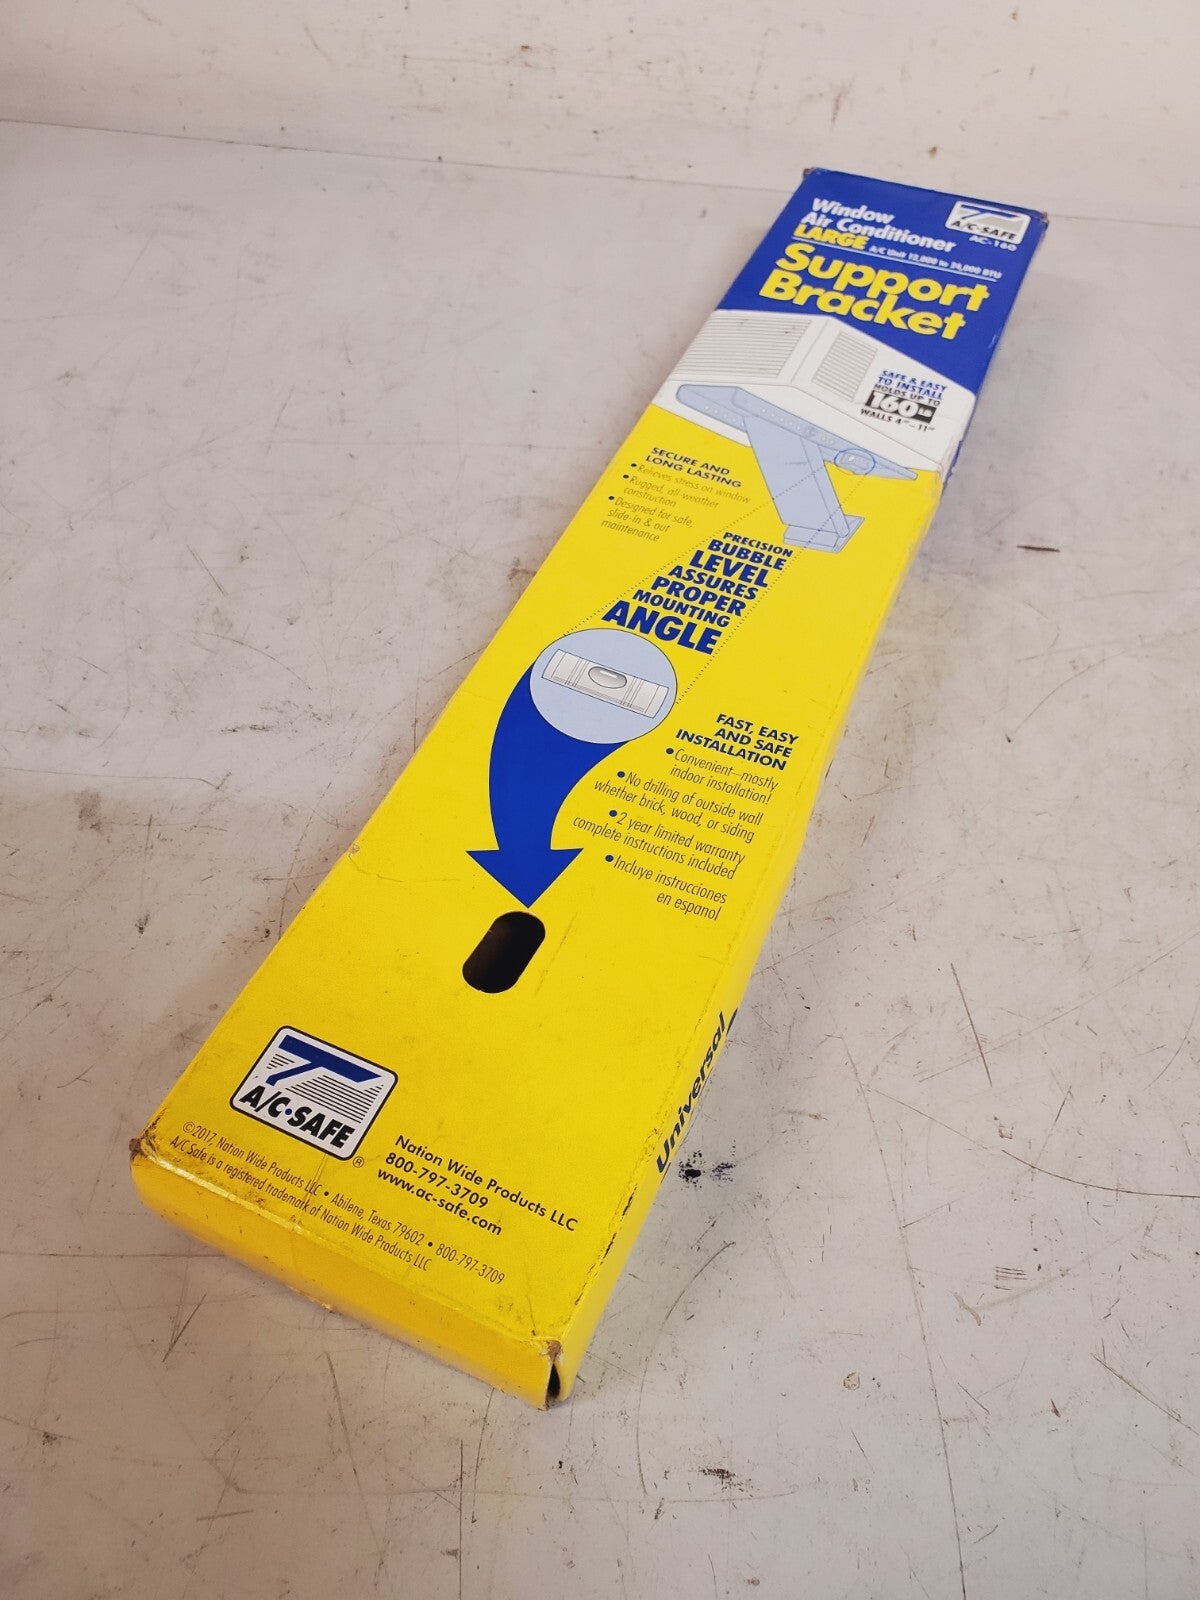 Window
Air Conditioner
LARGE A/C Unit 12,000 to 24,000 BTU
Support
Bracket
A/C·SAFE
AC-160
SAFE & EASY
TO INSTALL
HOLDS UP TO
160 LB
WALLS 4"–11"
SECURE AND
LONG LASTING
• Relieves stress on window
• Rugged, all weather
construction
• Designed for safe,
slide-in & out
maintenance
PRECISION
BUBBLE
LEVEL
ASSURES
PROPER
MOUNTING
ANGLE
FAST, EASY
AND SAFE
INSTALLATION
• Convenient—mostly
indoor installation!
• No drilling of outside wall
whether brick, wood, or siding
• 2 year limited warranty
complete instructions included
• Incluye instrucciones
en espanol
Universal
A/C·SAFE ®
Nation Wide Products LLC
800-797-3709
www.ac-safe.com
©2017, Nation Wide Products LLC • Abilene, Texas 79602 • 800-797-3709
A/C Safe is a registered trademark of Nation Wide Products LLC